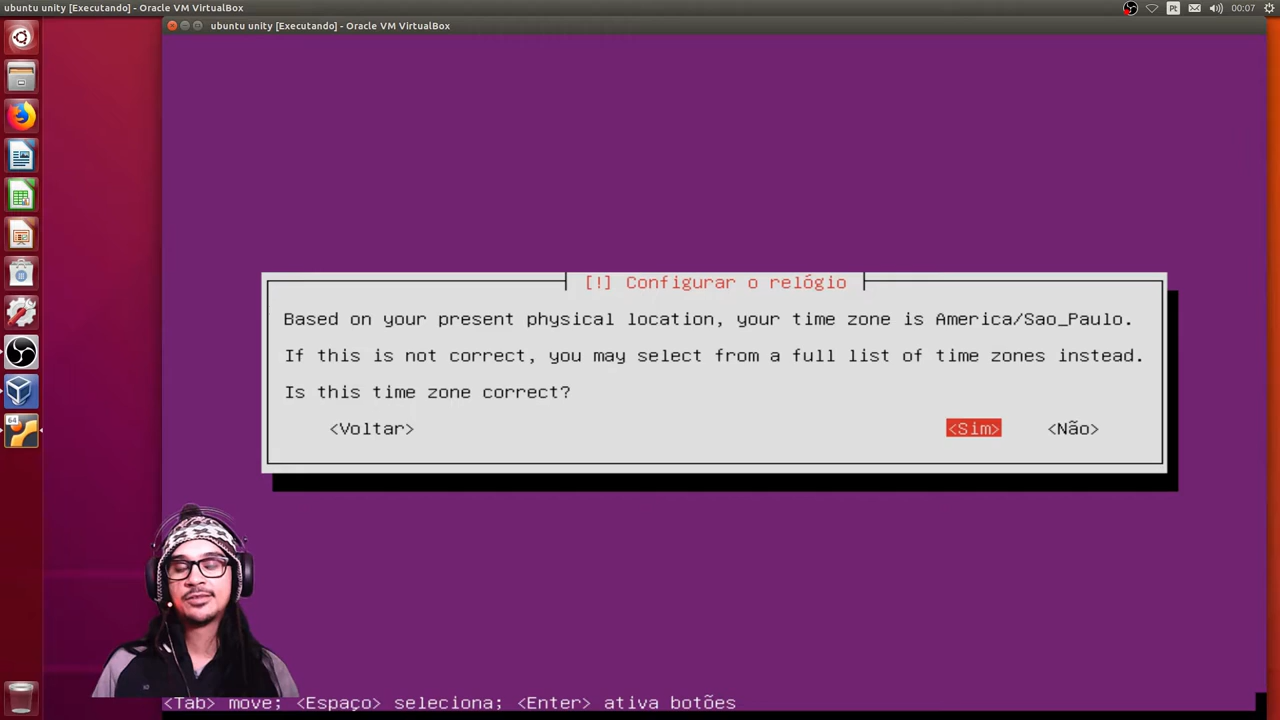 ubuntu unity [Executando] - Oracle VM VirtualBox
Pt
00:07
ubuntu unity [Executando] - Oracle VM VirtualBox
[!] Configurar o relógio
Based on your present physical location, your time zone is America/Sao_Paulo.
If this is not correct, you may select from a full list of time zones instead.
Is this time zone correct?
<Voltar> <Sim> <Não>
64
<Tab> move; <Espaço> seleciona; <Enter> ativa botões